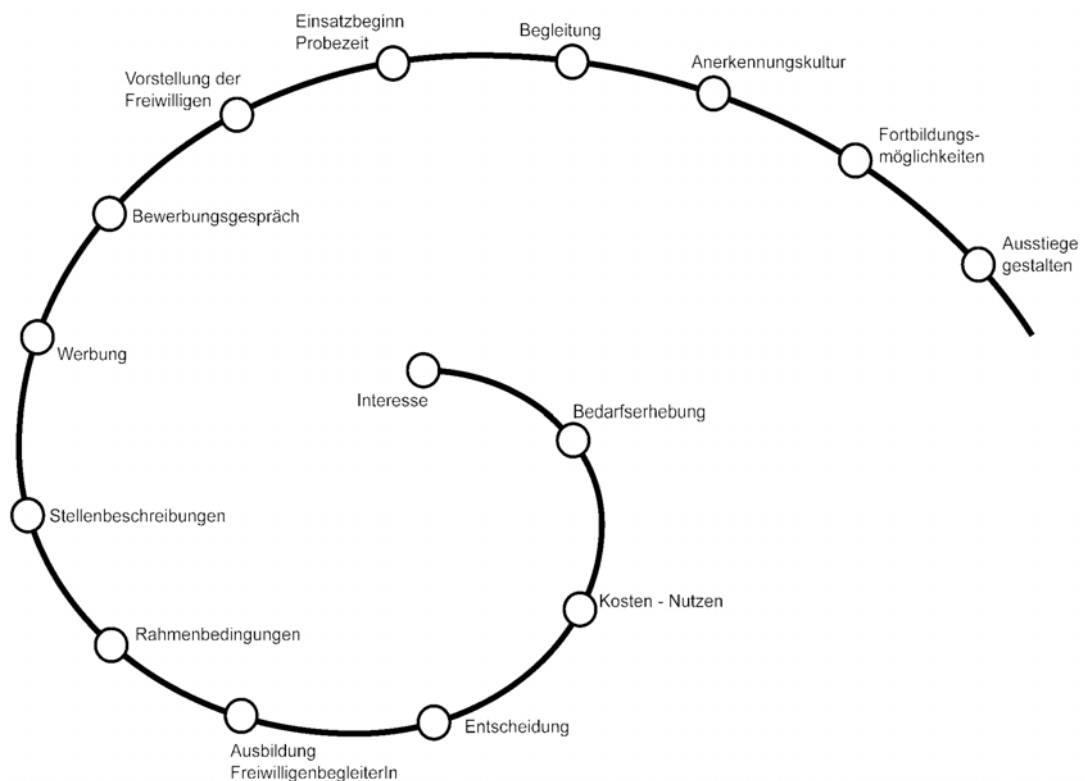 Einsatzbeginn
Probezeit
Begleitung
Anerkennungskultur
Vorstellung der
Freiwilligen
Fortbildungs-
möglichkeiten
Bewerbungsgespräch
Ausstiege
gestalten
Werbung
Interesse
Bedarfserhebung
Stellenbeschreibungen
Kosten - Nutzen
Rahmenbedingungen
Entscheidung
Ausbildung
FreiwilligenbegleiterIn